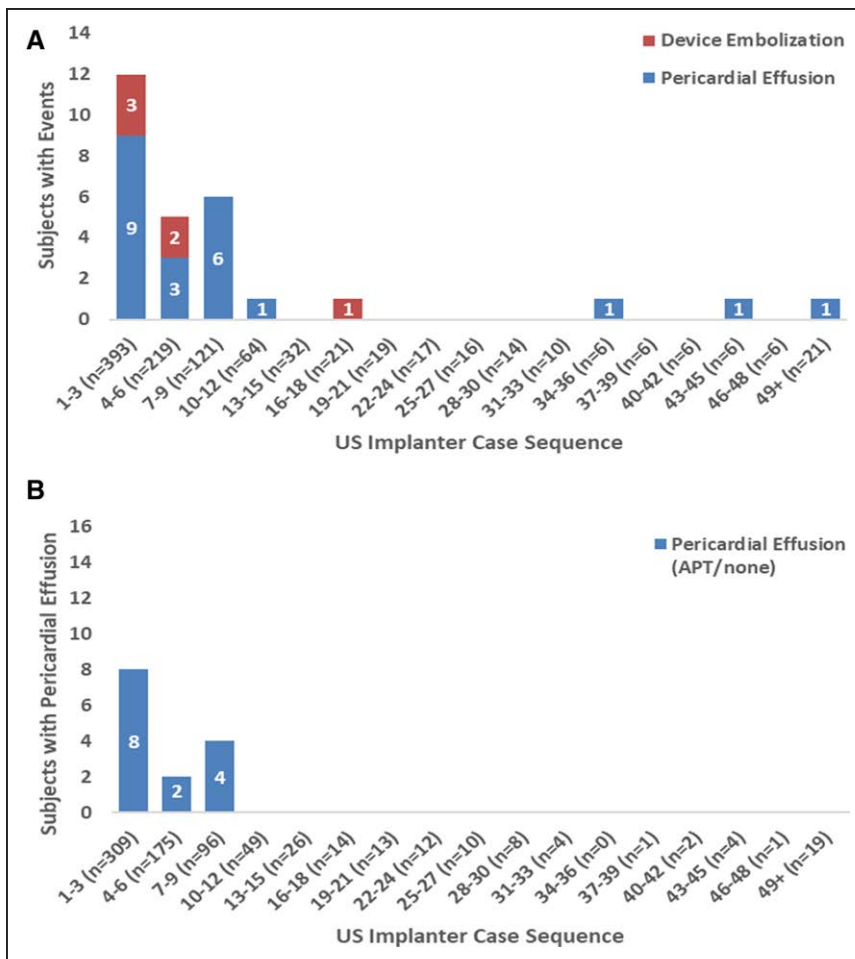 A
Device Embolization
Pericardial Effusion
Subjects with Events
14
12
10
8
6
4
2
0
3
9
2
3
6
1
1
1
1
1
1-3 (n=393)
4-6 (n=219)
7-9 (n=121)
10-12 (n=64)
13-15 (n=32)
16-18 (n=21)
19-21 (n=19)
22-24 (n=17)
25-27 (n=16)
28-30 (n=14)
31-33 (n=10)
34-36 (n=6)
37-39 (n=6)
40-42 (n=6)
43-45 (n=6)
46-48 (n=6)
49+ (n=21)
US Implanter Case Sequence
B
Pericardial Effusion
(APT/none)
Subjects with Pericardial Effusion
16
14
12
10
8
6
4
2
0
8
2
4
1-3 (n=309)
4-6 (n=175)
7-9 (n=96)
10-12 (n=49)
13-15 (n=26)
16-18 (n=14)
19-21 (n=13)
22-24 (n=12)
25-27 (n=10)
28-30 (n=8)
31-33 (n=4)
34-36 (n=0)
37-39 (n=1)
40-42 (n=2)
43-45 (n=4)
46-48 (n=1)
49+ (n=19)
US Implanter Case Sequence